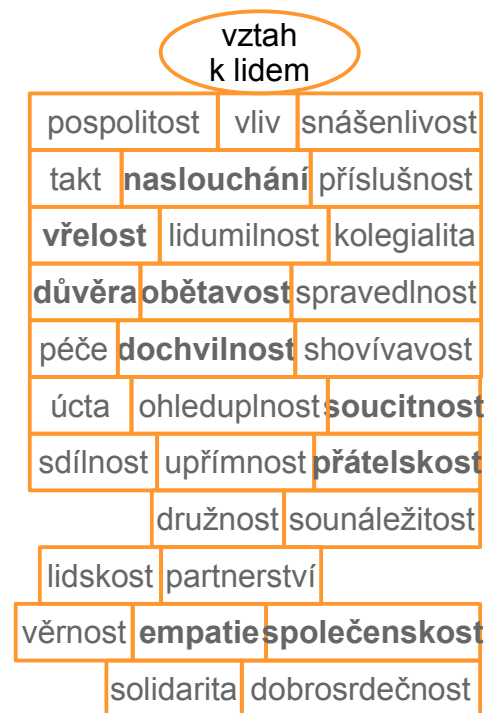 vztah
k lidem
pospolitost vliv snášenlivost
takt naslouchání příslušnost
vřelost lidumilnost kolegialita
důvěra obětavost spravedlnost
péče dochvilnost shovívavost
úcta ohleduplnost soucitnost
sdílnost upřímnost přátelskost
družnost sounáležitost
lidskost partnerství
věrnost empatie společenskost
solidarita dobrosrdečnost